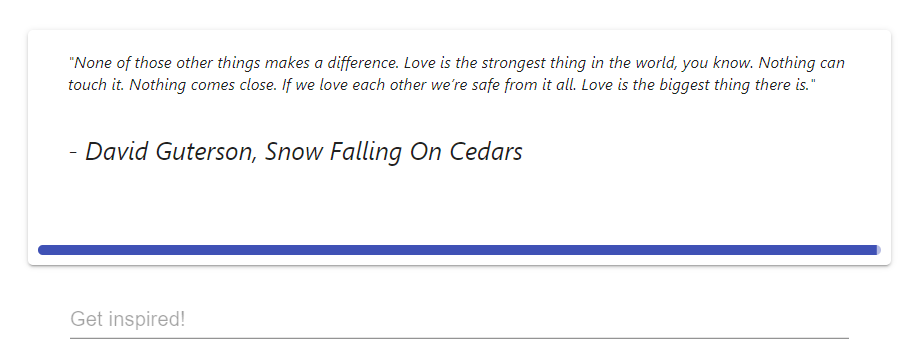 "None of those other things makes a difference. Love is the strongest thing in the world, you know. Nothing can
touch it. Nothing comes close. If we love each other we're safe from it all. Love is the biggest thing there is."
- David Guterson, Snow Falling On Cedars
Get inspired!